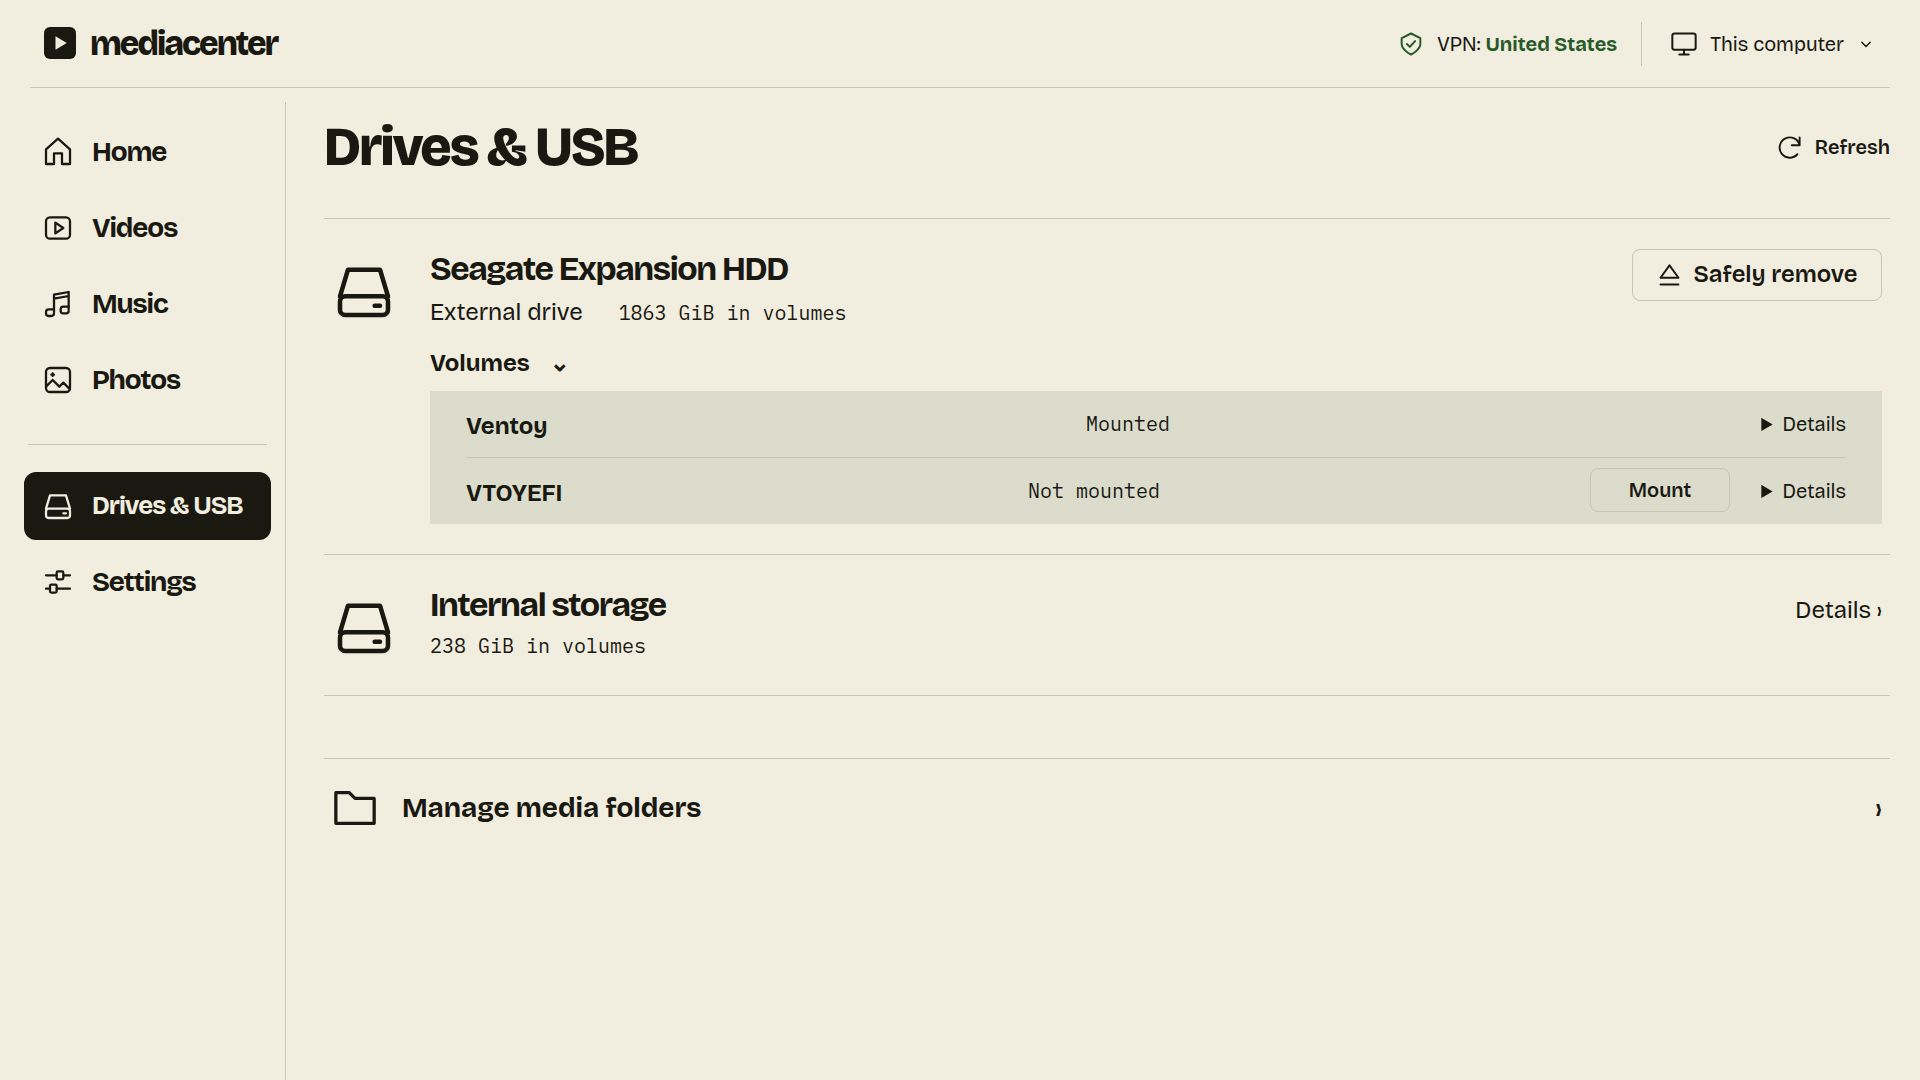 mediacenter
VPN: United States
This computer
Home
Videos
Music
Photos
Drives & USB
Settings
Drives & USB
Refresh
Seagate Expansion HDD
External drive 1863 GiB in volumes
Safely remove
Volumes
Ventoy Mounted Details
VTOYEFI Not mounted Mount Details
Internal storage
238 GiB in volumes
Details ›
Manage media folders ›